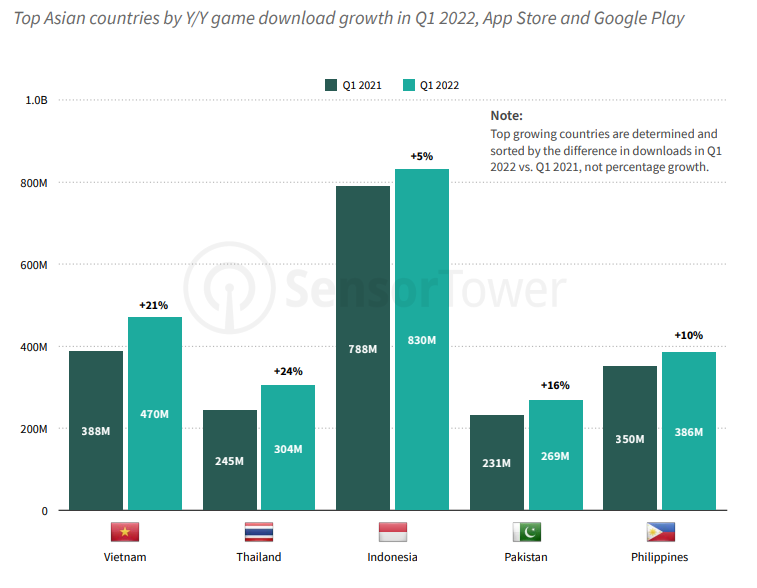 Top Asian countries by Y/Y game download growth in Q1 2022, App Store and Google Play
Q1 2021
Q1 2022
Note:
Top growing countries are determined and
sorted by the difference in downloads in Q1
2022 vs. Q1 2021, not percentage growth.
1.0B
800M
600M
400M
200M
0
SensorTower
+21%
388M
470M
+24%
245M
304M
+5%
788M
830M
+16%
231M
269M
+10%
350M
386M
Vietnam
Thailand
Indonesia
Pakistan
Philippines